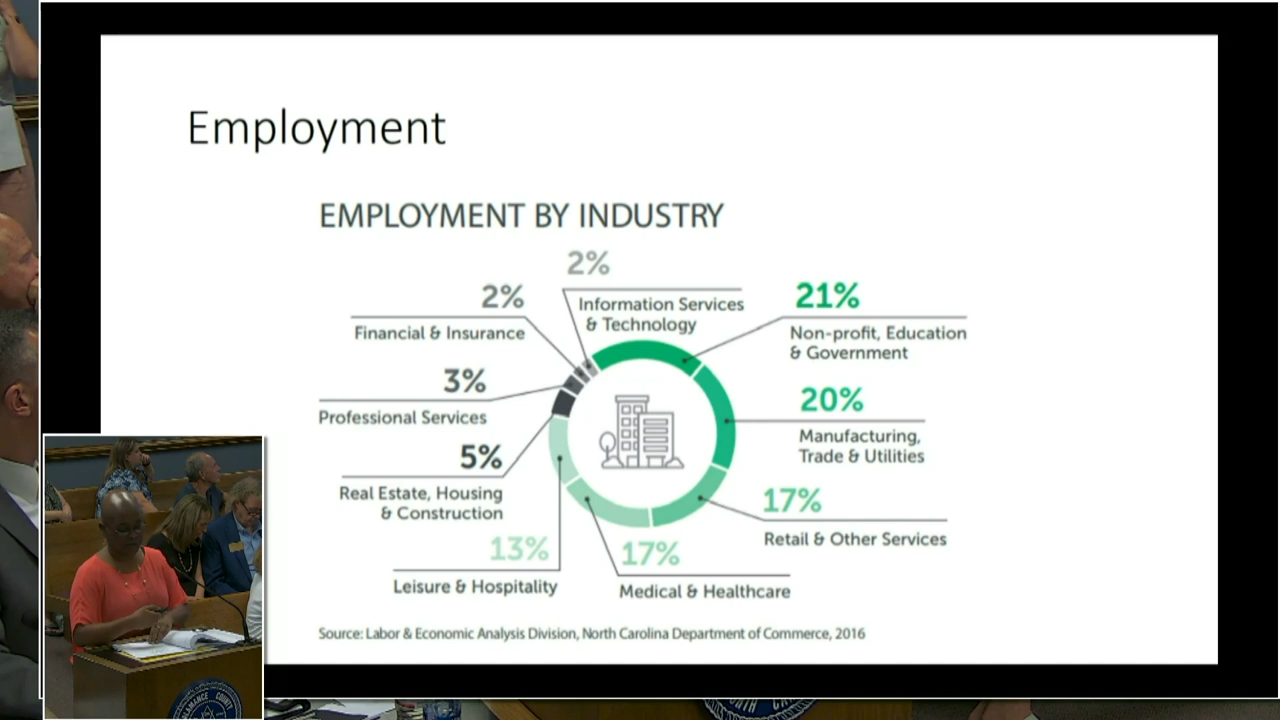 Employment
EMPLOYMENT BY INDUSTRY
2%
Information Services
& Technology
2%
Financial & Insurance
21%
Non-profit, Education
& Government
3%
Professional Services
20%
Manufacturing,
Trade & Utilities
5%
Real Estate, Housing
& Construction
17%
Retail & Other Services
13%
Leisure & Hospitality
17%
Medical & Healthcare
Source: Labor & Economic Analysis Division, North Carolina Department of Commerce, 2016
COUNTY